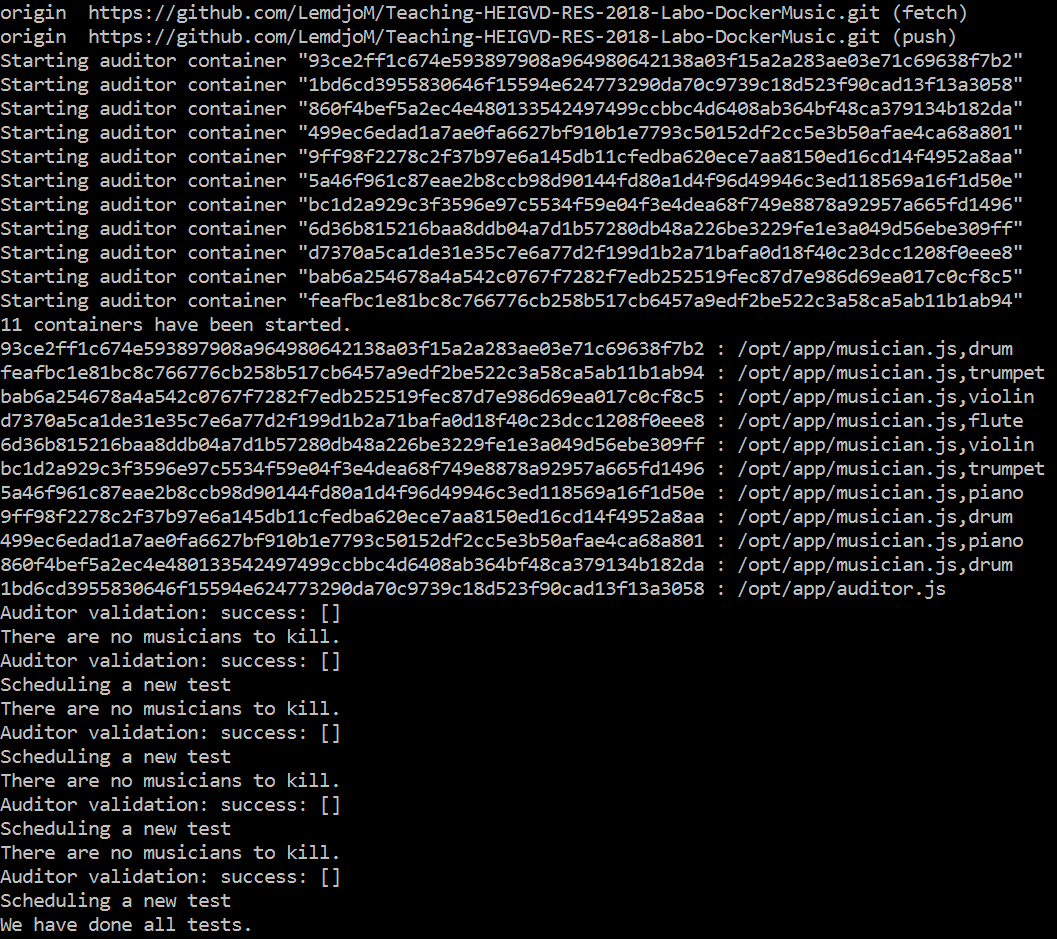 origin  https://github.com/LemdjoM/Teaching-HEIGVD-RES-2018-Labo-DockerMusic.git (fetch)
origin  https://github.com/LemdjoM/Teaching-HEIGVD-RES-2018-Labo-DockerMusic.git (push)
Starting auditor container "93ce2ff1c674e593897908a964980642138a03f15a2a283ae03e71c69638f7b2"
Starting auditor container "1bd6cd3955830646f15594e624773290da70c9739c18d523f90cad13f13a3058"
Starting auditor container "860f4bef5a2ec4e480133542497499ccbbc4d6408ab364bf48ca379134b182da"
Starting auditor container "499ec6edad1a7ae0fa6627bf910b1e7793c50152df2cc5e3b50afae4ca68a801"
Starting auditor container "9ff98f2278c2f37b97e6a145db11cfedba620ece7aa8150ed16cd14f4952a8aa"
Starting auditor container "5a46f961c87eae2b8ccb98d90144fd80a1d4f96d49946c3ed118569a16f1d50e"
Starting auditor container "bc1d2a929c3f3596e97c5534f59e04f3e4dea68f749e8878a92957a665fd1496"
Starting auditor container "6d36b815216baa8ddb04a7d1b57280db48a226be3229fe1e3a049d56ebe309ff"
Starting auditor container "d7370a5ca1de31e35c7e6a77d2f199d1b2a71bafa0d18f40c23dcc1208f0eee8"
Starting auditor container "bab6a254678a4a542c0767f7282f7edb252519fec87d7e986d69ea017c0cf8c5"
Starting auditor container "feafbc1e81bc8c766776cb258b517cb6457a9edf2be522c3a58ca5ab11b1ab94"
11 containers have been started.
93ce2ff1c674e593897908a964980642138a03f15a2a283ae03e71c69638f7b2 : /opt/app/musician.js,drum
feafbc1e81bc8c766776cb258b517cb6457a9edf2be522c3a58ca5ab11b1ab94 : /opt/app/musician.js,trumpet
bab6a254678a4a542c0767f7282f7edb252519fec87d7e986d69ea017c0cf8c5 : /opt/app/musician.js,violin
d7370a5ca1de31e35c7e6a77d2f199d1b2a71bafa0d18f40c23dcc1208f0eee8 : /opt/app/musician.js,flute
6d36b815216baa8ddb04a7d1b57280db48a226be3229fe1e3a049d56ebe309ff : /opt/app/musician.js,violin
bc1d2a929c3f3596e97c5534f59e04f3e4dea68f749e8878a92957a665fd1496 : /opt/app/musician.js,trumpet
5a46f961c87eae2b8ccb98d90144fd80a1d4f96d49946c3ed118569a16f1d50e : /opt/app/musician.js,piano
9ff98f2278c2f37b97e6a145db11cfedba620ece7aa8150ed16cd14f4952a8aa : /opt/app/musician.js,drum
499ec6edad1a7ae0fa6627bf910b1e7793c50152df2cc5e3b50afae4ca68a801 : /opt/app/musician.js,piano
860f4bef5a2ec4e480133542497499ccbbc4d6408ab364bf48ca379134b182da : /opt/app/musician.js,drum
1bd6cd3955830646f15594e624773290da70c9739c18d523f90cad13f13a3058 : /opt/app/auditor.js
Auditor validation: success: []
There are no musicians to kill.
Auditor validation: success: []
Scheduling a new test
There are no musicians to kill.
Auditor validation: success: []
Scheduling a new test
There are no musicians to kill.
Auditor validation: success: []
Scheduling a new test
There are no musicians to kill.
Auditor validation: success: []
Scheduling a new test
We have done all tests.